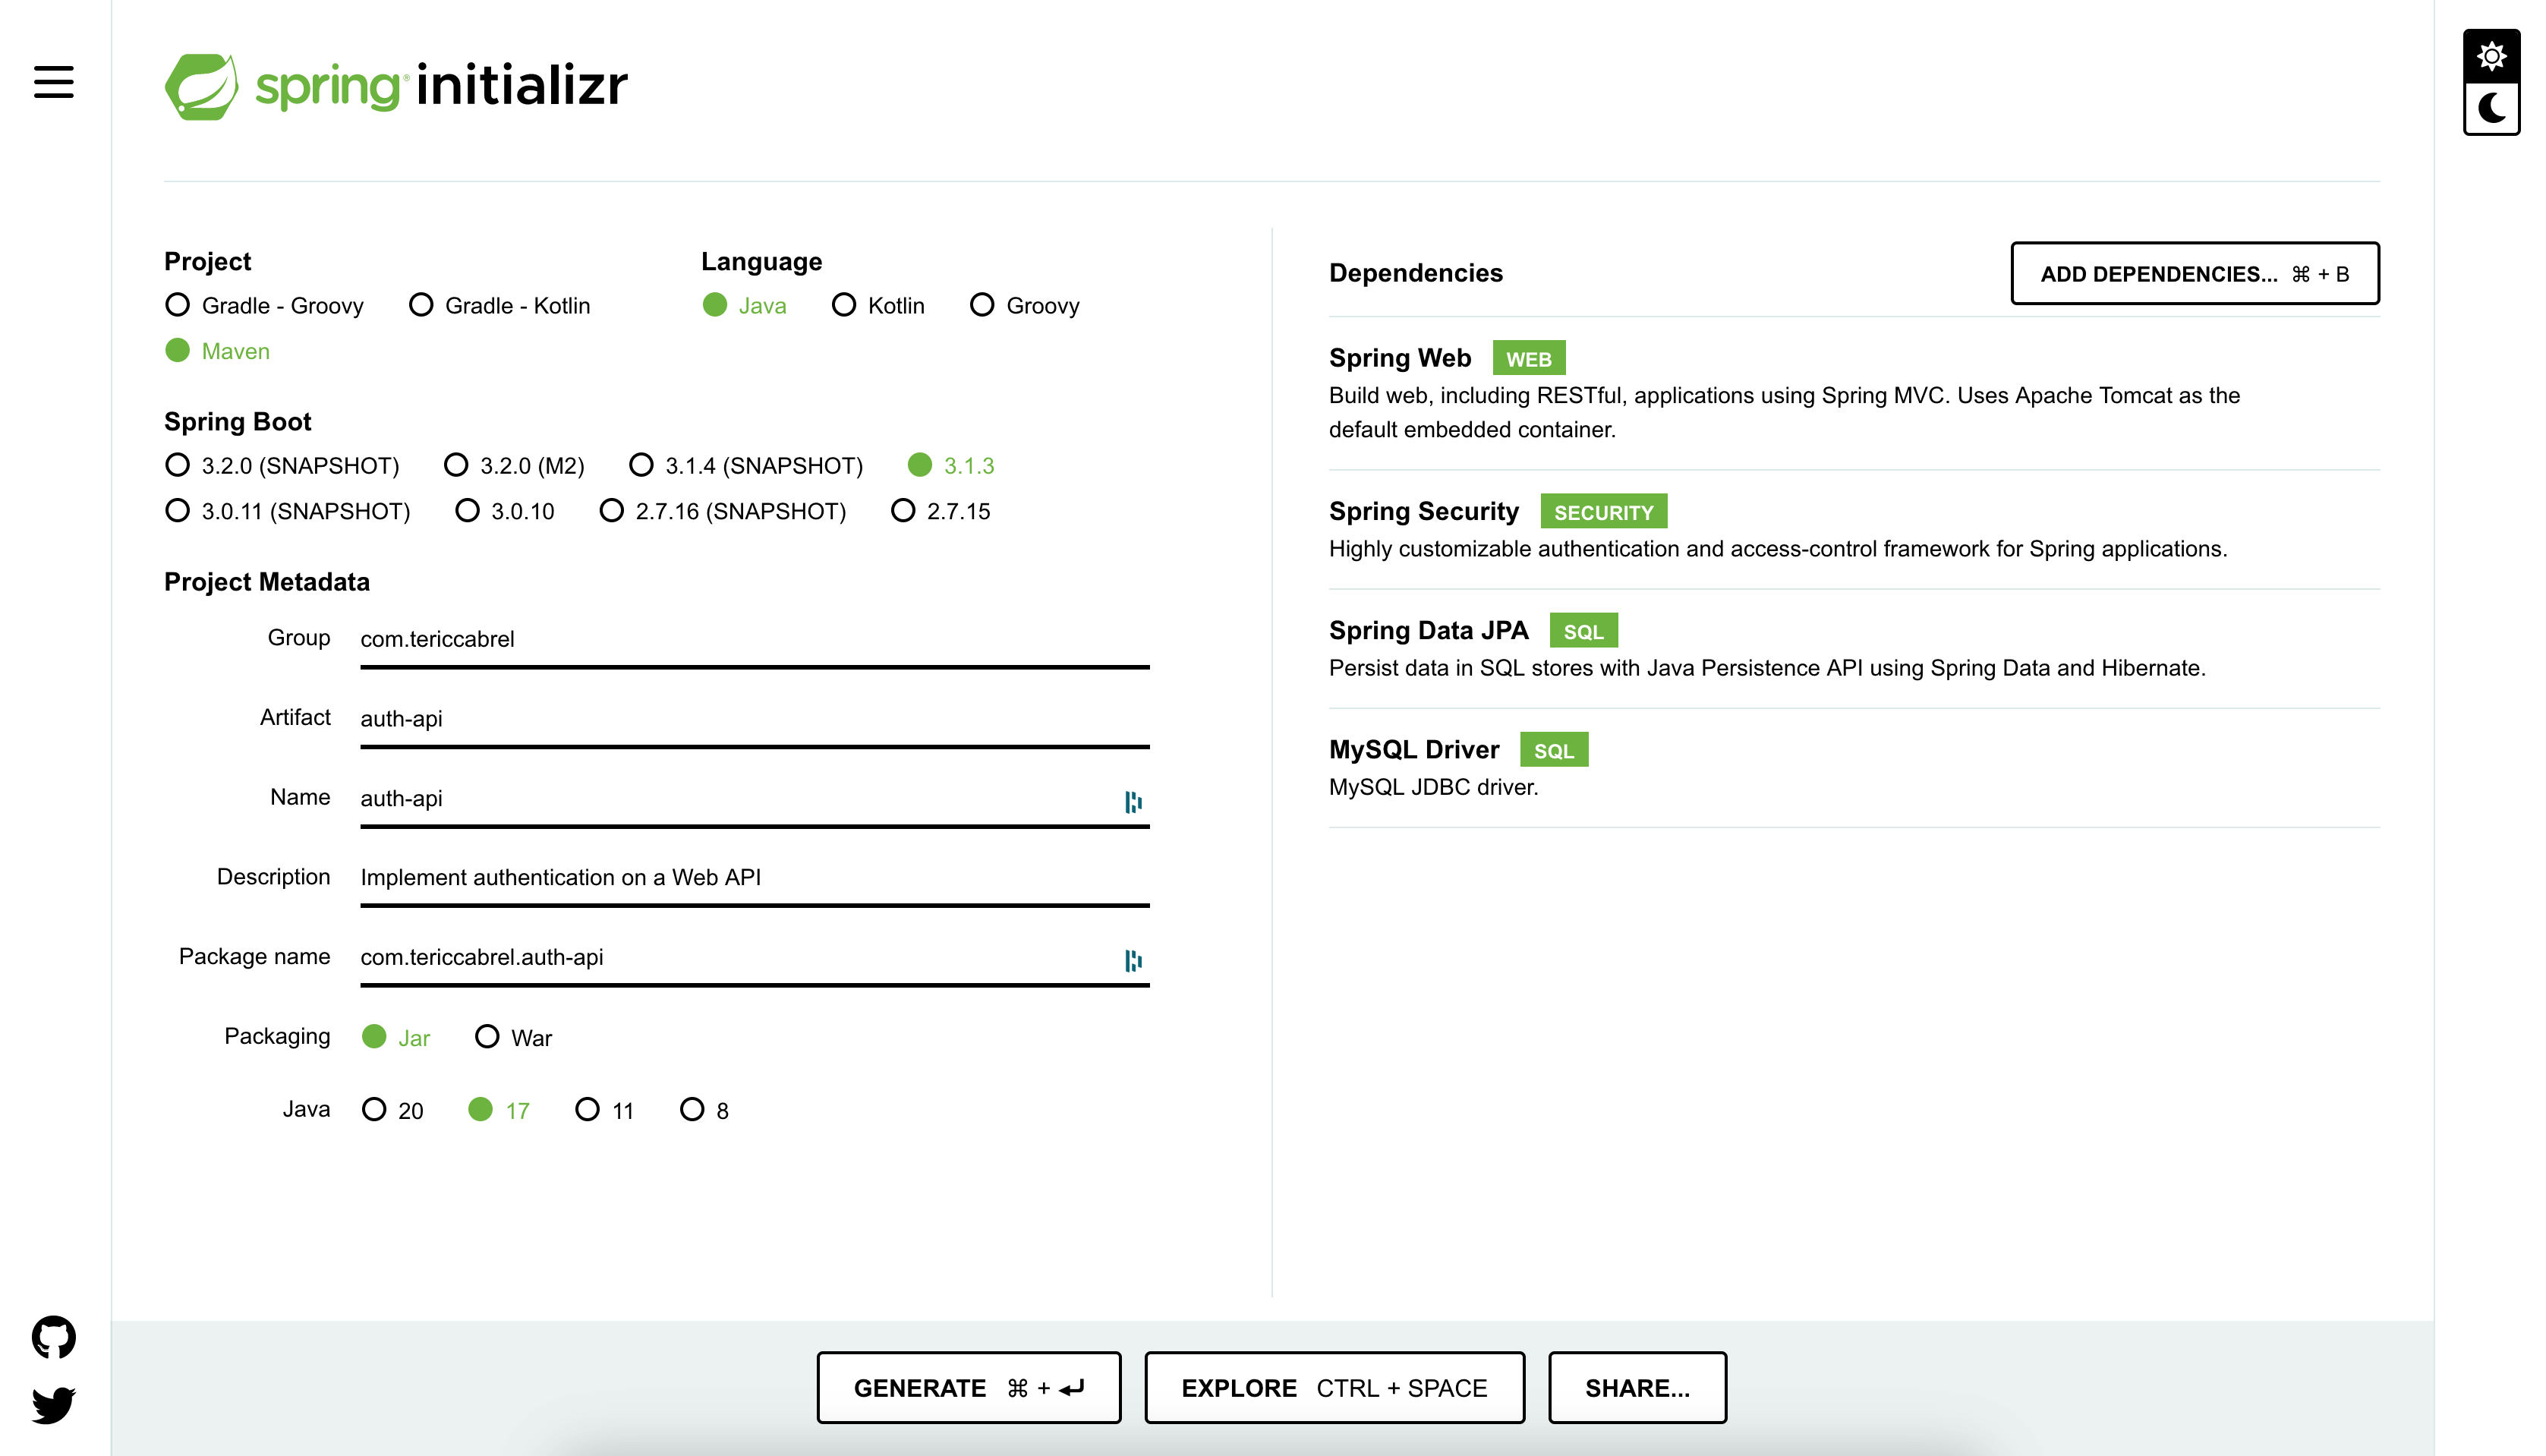 spring initializr
Project
Gradle - Groovy Gradle - Kotlin
Maven
Language
Java Kotlin Groovy
Spring Boot
3.2.0 (SNAPSHOT) 3.2.0 (M2) 3.1.4 (SNAPSHOT) 3.1.3
3.0.11 (SNAPSHOT) 3.0.10 2.7.16 (SNAPSHOT) 2.7.15
Project Metadata
Group com.tericcabrel
Artifact auth-api
Name auth-api
Description Implement authentication on a Web API
Package name com.tericcabrel.auth-api
Packaging Jar War
Java 20 17 11 8
Dependencies
ADD DEPENDENCIES... ⌘ + B
Spring Web WEB
Build web, including RESTful, applications using Spring MVC. Uses Apache Tomcat as the
default embedded container.
Spring Security SECURITY
Highly customizable authentication and access-control framework for Spring applications.
Spring Data JPA SQL
Persist data in SQL stores with Java Persistence API using Spring Data and Hibernate.
MySQL Driver SQL
MySQL JDBC driver.
GENERATE ⌘ + ⏎
EXPLORE CTRL + SPACE
SHARE...